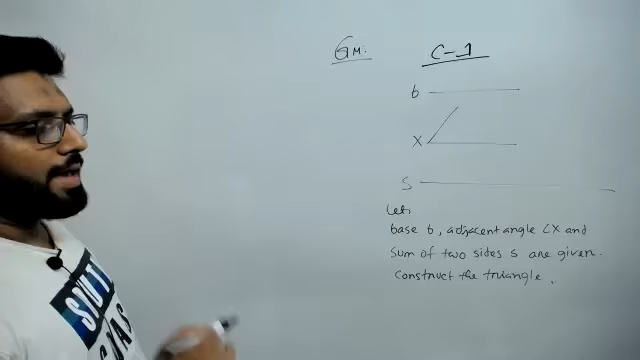 Gm:
C-1
b
X
S
Let,
base b, adjacent angle ∠X and
Sum of two sides s are given.
Construct the triangle.